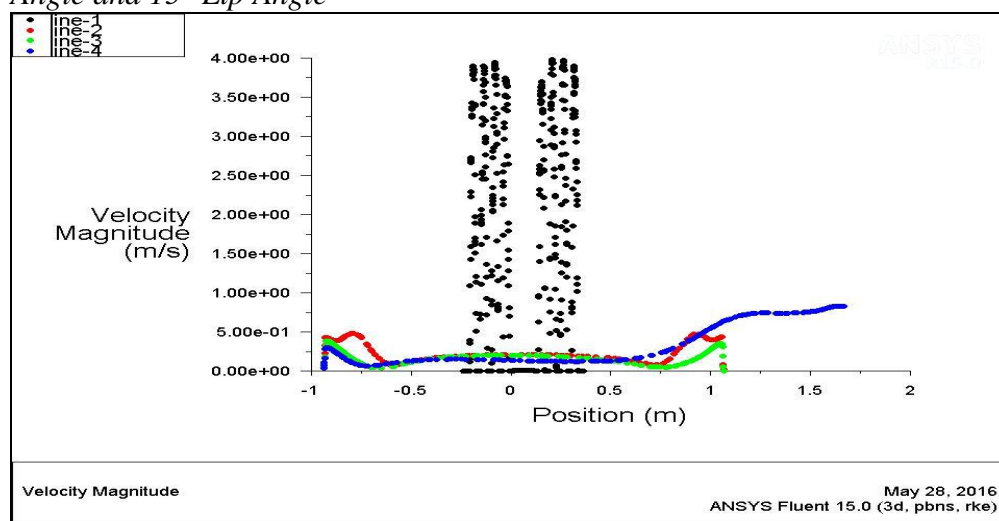 Angle and 15° Lip Angle
line-1
line-2
line-3
line-4
ANSYS
R15.0
4.00e+00
3.50e+00
3.00e+00
2.50e+00
2.00e+00
1.50e+00
1.00e+00
5.00e-01
0.00e+00
Velocity
Magnitude
(m/s)
-1
-0.5
0
0.5
1
1.5
2
Position (m)
Velocity Magnitude
May 28, 2016
ANSYS Fluent 15.0 (3d, pbns, rke)